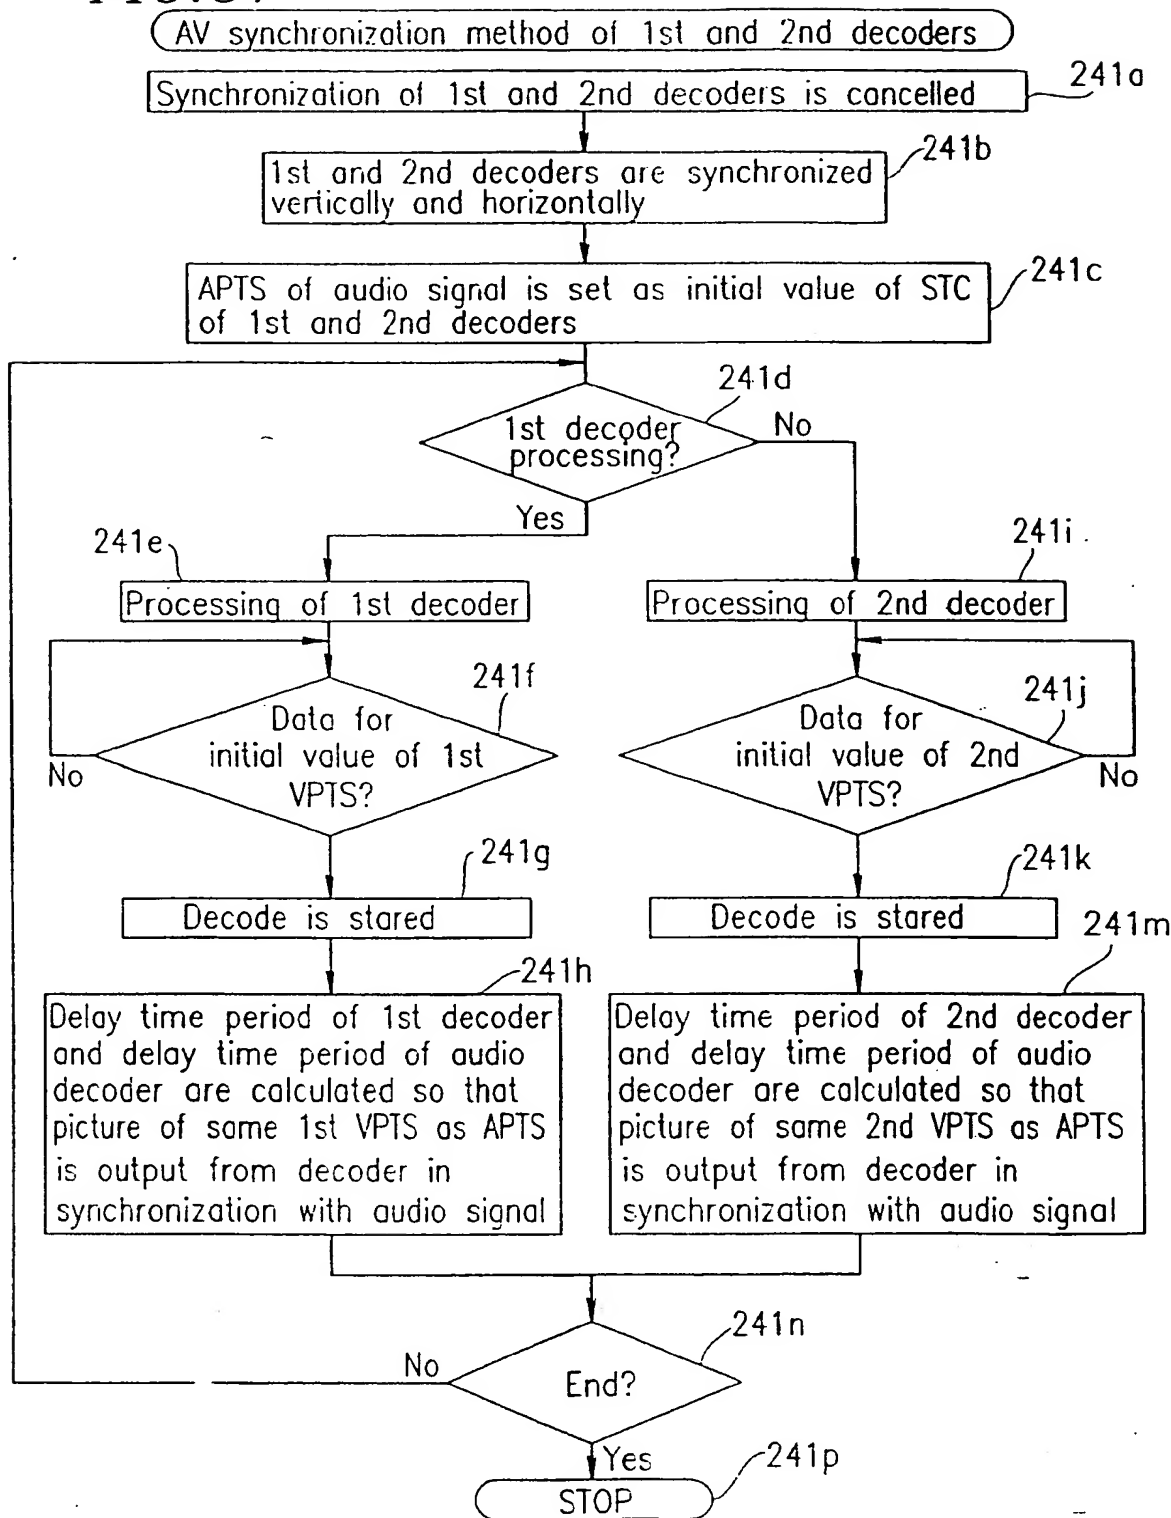 AV synchronization method of 1st and 2nd decoders
Synchronization of 1st and 2nd decoders is cancelled
241a
1st and 2nd decoders are synchronized
vertically and horizontally
241b
APTS of audio signal is set as initial value of STC
of 1st and 2nd decoders
241c
241d
1st decoder
processing?
No
Yes
241e
Processing of 1st decoder
241i
Processing of 2nd decoder
241f
Data for
initial value of 1st
VPTS?
No
241j
Data for
initial value of 2nd
VPTS?
No
241g
Decode is stared
241k
Decode is stared
241h
Delay time period of 1st decoder
and delay time period of audio
decoder are calculated so that
picture of same 1st VPTS as APTS
is output from decoder in
synchronization with audio signal
241m
Delay time period of 2nd decoder
and delay time period of audio
decoder are calculated so that
picture of same 2nd VPTS as APTS
is output from decoder in
synchronization with audio signal
241n
No
End?
Yes
241p
STOP